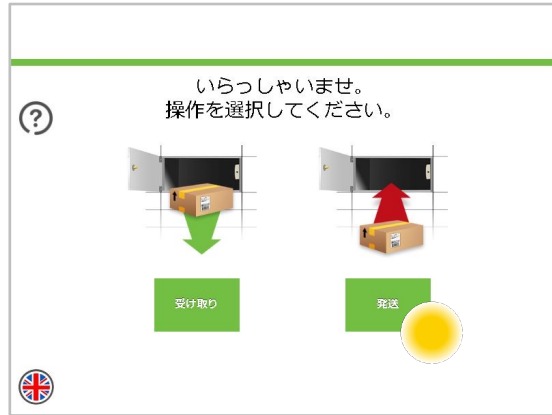 いらっしゃいませ。
操作を選択してください。
?
受け取り
発送